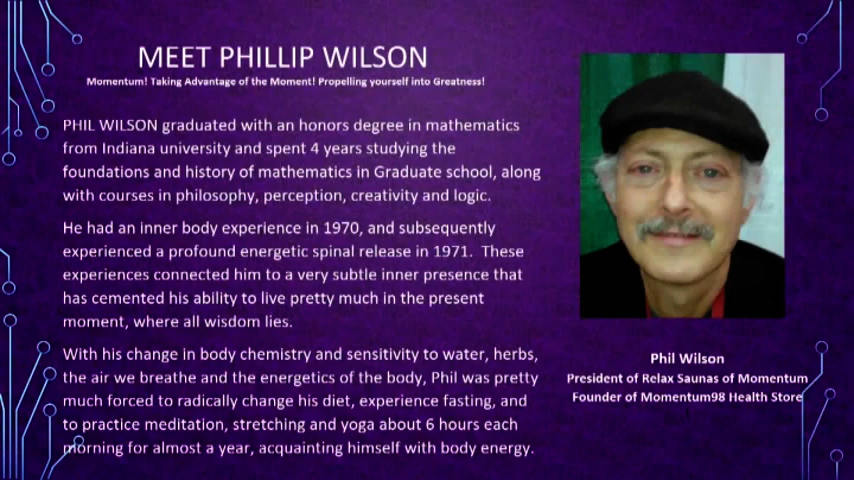 MEET PHILLIP WILSON
Momentum! Taking Advantage of the Moment! Propelling yourself into Greatness!
PHIL WILSON graduated with an honors degree in mathematics
from Indiana university and spent 4 years studying the
foundations and history of mathematics in Graduate school, along
with courses in philosophy, perception, creativity and logic.
He had an inner body experience in 1970, and subsequently
experienced a profound energetic spinal release in 1971. These
experiences connected him to a very subtle inner presence that
has cemented his ability to live pretty much in the present
moment, where all wisdom lies.
With his change in body chemistry and sensitivity to water, herbs,
the air we breathe and the energetics of the body, Phil was pretty
much forced to radically change his diet, experience fasting, and
to practice meditation, stretching and yoga about 6 hours each
morning for almost a year, acquainting himself with body energy.
Phil Wilson
President of Relax Saunas of Momentum
Founder of Momentum98 Health Store